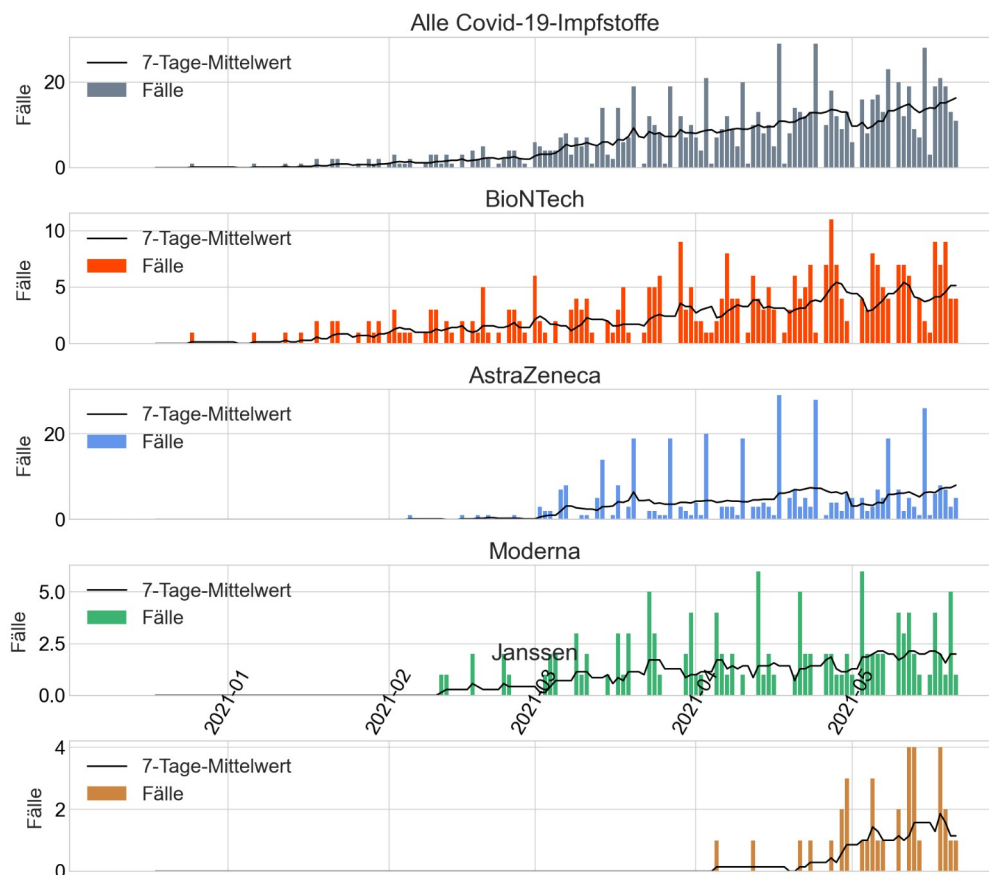 Alle Covid-19-Impfstoffe
Fälle
20
0
7-Tage-Mittelwert
Fälle
BioNTech
Fälle
10
5
0
7-Tage-Mittelwert
Fälle
AstraZeneca
Fälle
20
0
7-Tage-Mittelwert
Fälle
Moderna
Fälle
5.0
2.5
0.0
7-Tage-Mittelwert
Fälle
Janssen
2021-01
2021-02
2021-03
2021-04
2021-05
Fälle
4
2
0
7-Tage-Mittelwert
Fälle